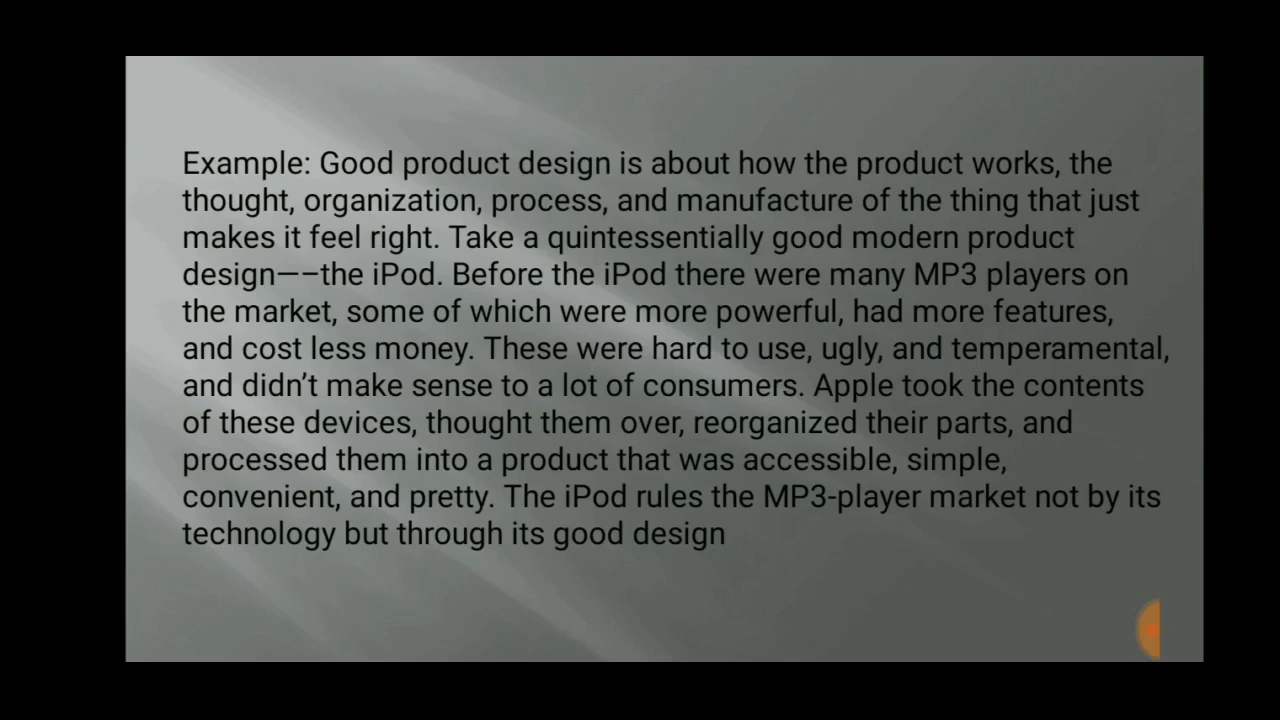 Example: Good product design is about how the product works, the
thought, organization, process, and manufacture of the thing that just
makes it feel right. Take a quintessentially good modern product
design—–the iPod. Before the iPod there were many MP3 players on
the market, some of which were more powerful, had more features,
and cost less money. These were hard to use, ugly, and temperamental,
and didn’t make sense to a lot of consumers. Apple took the contents
of these devices, thought them over, reorganized their parts, and
processed them into a product that was accessible, simple,
convenient, and pretty. The iPod rules the MP3-player market not by its
technology but through its good design